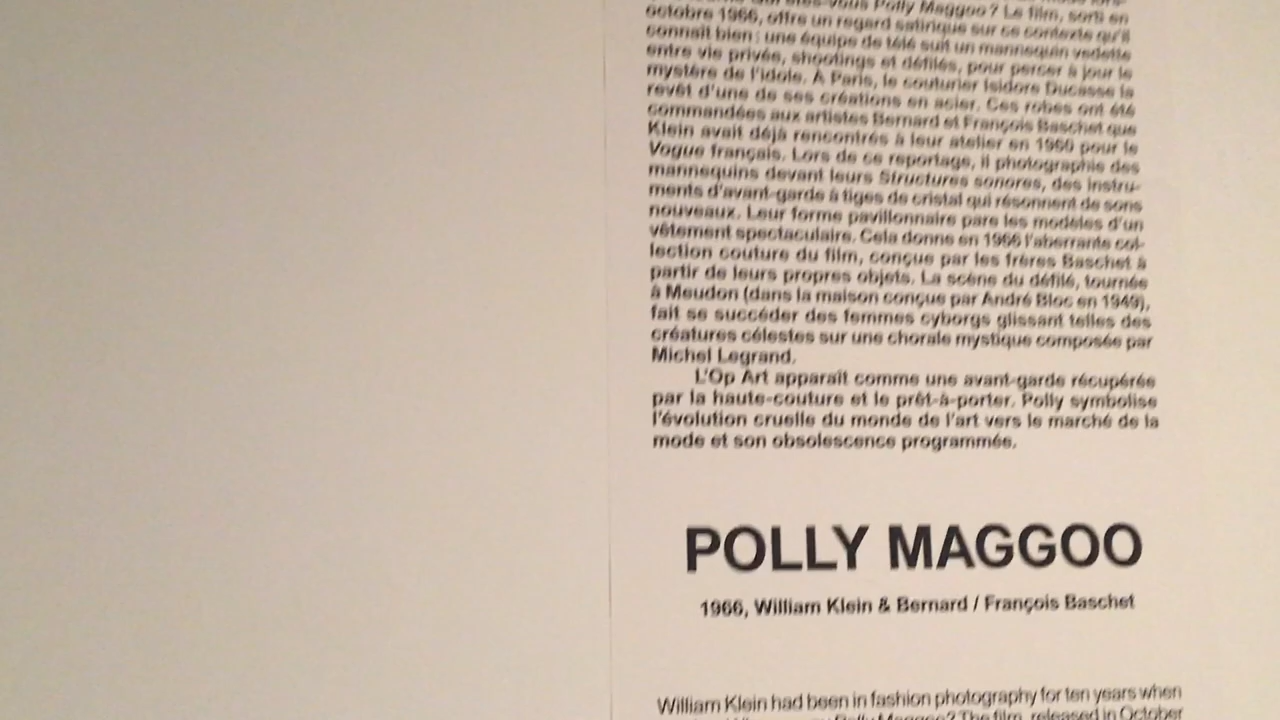 Polly Maggoo? Le film, sorti en
octobre 1966, offre un regard satirique sur ce contexte qu'il
connaît bien : une équipe de télé suit un mannequin vedette
entre vie privée, shootings et défilés, pour percer à jour le
mystère de l'idole. À Paris, le couturier Isidore Ducasse la
revêt d'une de ses créations en acier. Ces robes ont été
commandées aux artistes Bernard et François Baschet que
Klein avait déjà rencontrés à leur atelier en 1960 pour le
Vogue français. Lors de ce reportage, il photographie des
mannequins devant leurs Structures sonores, des instru-
ments d'avant-garde à tiges de cristal qui résonnent de sons
nouveaux. Leur forme pavillonnaire pare les modèles d'un
vêtement spectaculaire. Cela donne en 1966 l'aberrante col-
lection couture du film, conçue par les frères Baschet à
partir de leurs propres objets. La scène du défilé, tournée
à Meudon (dans la maison conçue par André Bloc en 1949),
fait se succéder des femmes cyborgs glissant telles des
créatures célestes sur une chorale mystique composée par
Michel Legrand.
L'Op Art apparaît comme une avant-garde récupérée
par la haute-couture et le prêt-à-porter. Polly symbolise
l'évolution cruelle du monde de l'art vers le marché de la
mode et son obsolescence programmée.
POLLY MAGGOO
1966, William Klein & Bernard / François Baschet
William Klein had been in fashion photography for ten years when
Polly Maggoo? The film, released in October